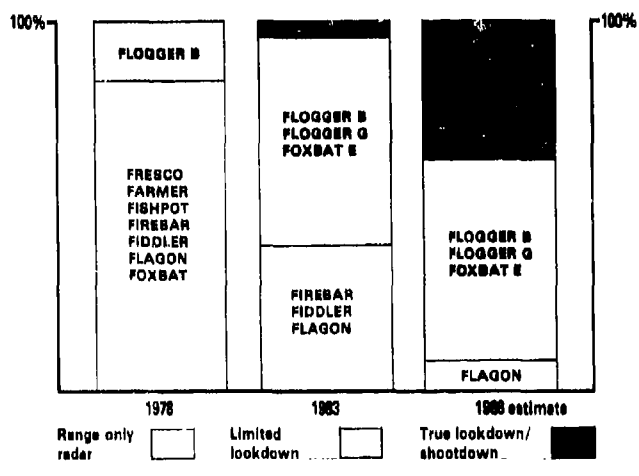 100%
100%
FLOGGER B
FRESCO
FARMER
FISHPOT
FIREBAR
FIDDLER
FLAGON
FOXBAT
FLOGGER B
FLOGGER G
FOXBAT E
FIREBAR
FIDDLER
FLAGON
FLOGGER B
FLOGGER G
FOXBAT E
FLAGON
1978
1983
1988 estimate
Range only
radar
Limited
lookdown
True lookdown/
shootdown